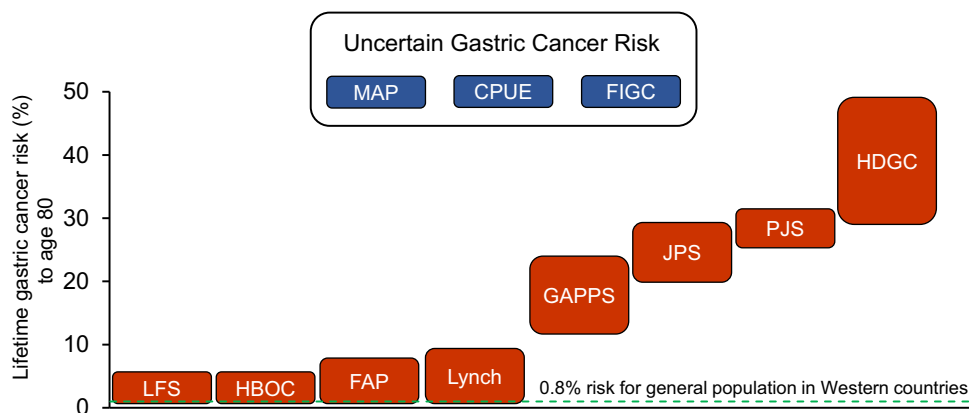 Uncertain Gastric Cancer Risk
MAP
CPUE
FIGC
Lifetime gastric cancer risk (%)
to age 80
50
40
30
20
10
0
LFS
HBOC
FAP
Lynch
GAPPS
JPS
PJS
HDGC
0.8% risk for general population in Western countries